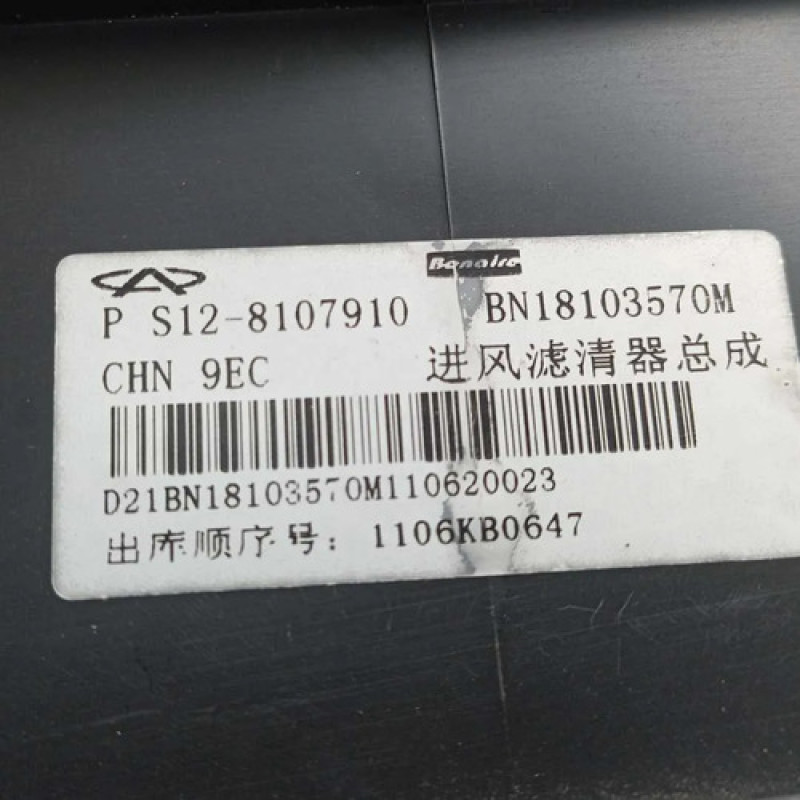 Bonaire
P S12-8107910 BN18103570M
CHN 9EC 进风滤清器总成
D21BN18103570M110620023
出库顺序号: 1106KB0647